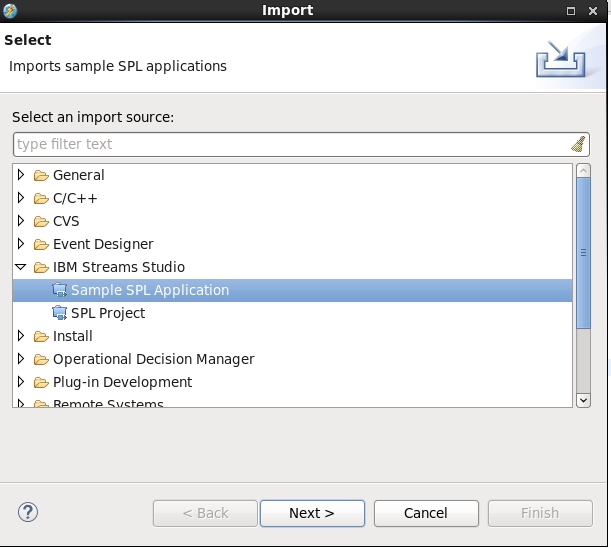 Import
Select
Imports sample SPL applications
Select an import source:
type filter text
General
C/C++
CVS
Event Designer
IBM Streams Studio
Sample SPL Application
SPL Project
Install
Operational Decision Manager
Plug-in Development
Remote Systems
?
< Back
Next >
Cancel
Finish